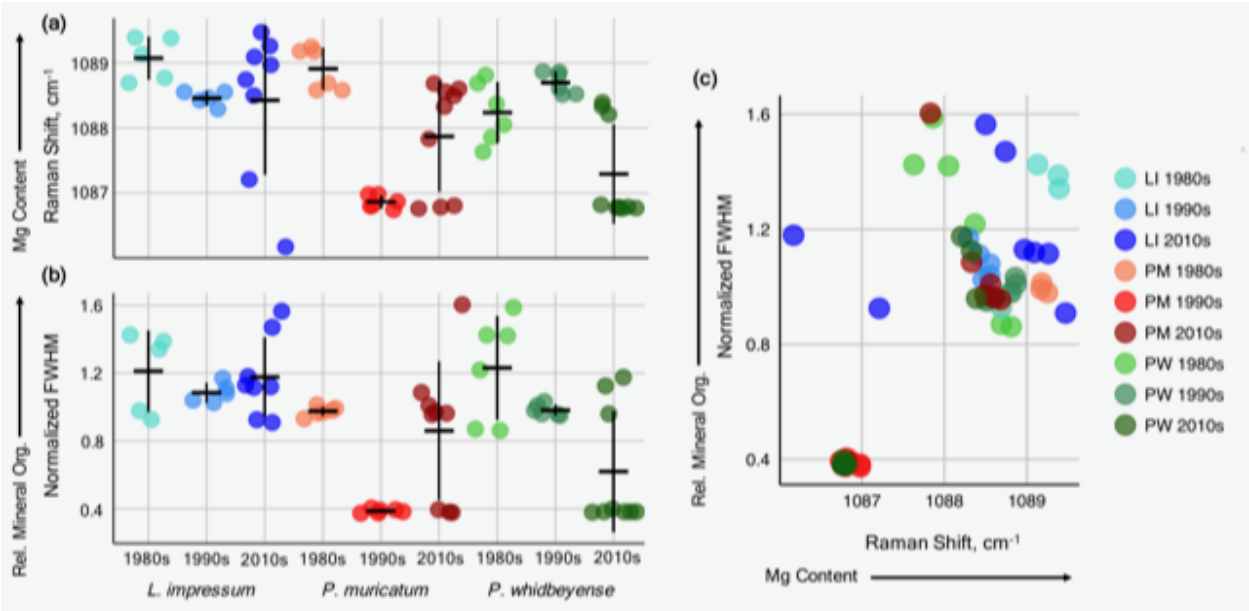 (a)
Mg Content
Raman Shift, cm⁻¹
1089
1088
1087
(b)
Rel. Mineral Org.
Normalized FWHM
1.6
1.2
0.8
0.4
1980s 1990s 2010s 1980s 1990s 2010s 1980s 1990s 2010s
L. impressum P. muricatum P. whidbeyense
(c)
Rel. Mineral Org.
Normalized FWHM
1.6
1.2
0.8
0.4
1087 1088 1089
Raman Shift, cm⁻¹
Mg Content
LI 1980s
LI 1990s
LI 2010s
PM 1980s
PM 1990s
PM 2010s
PW 1980s
PW 1990s
PW 2010s